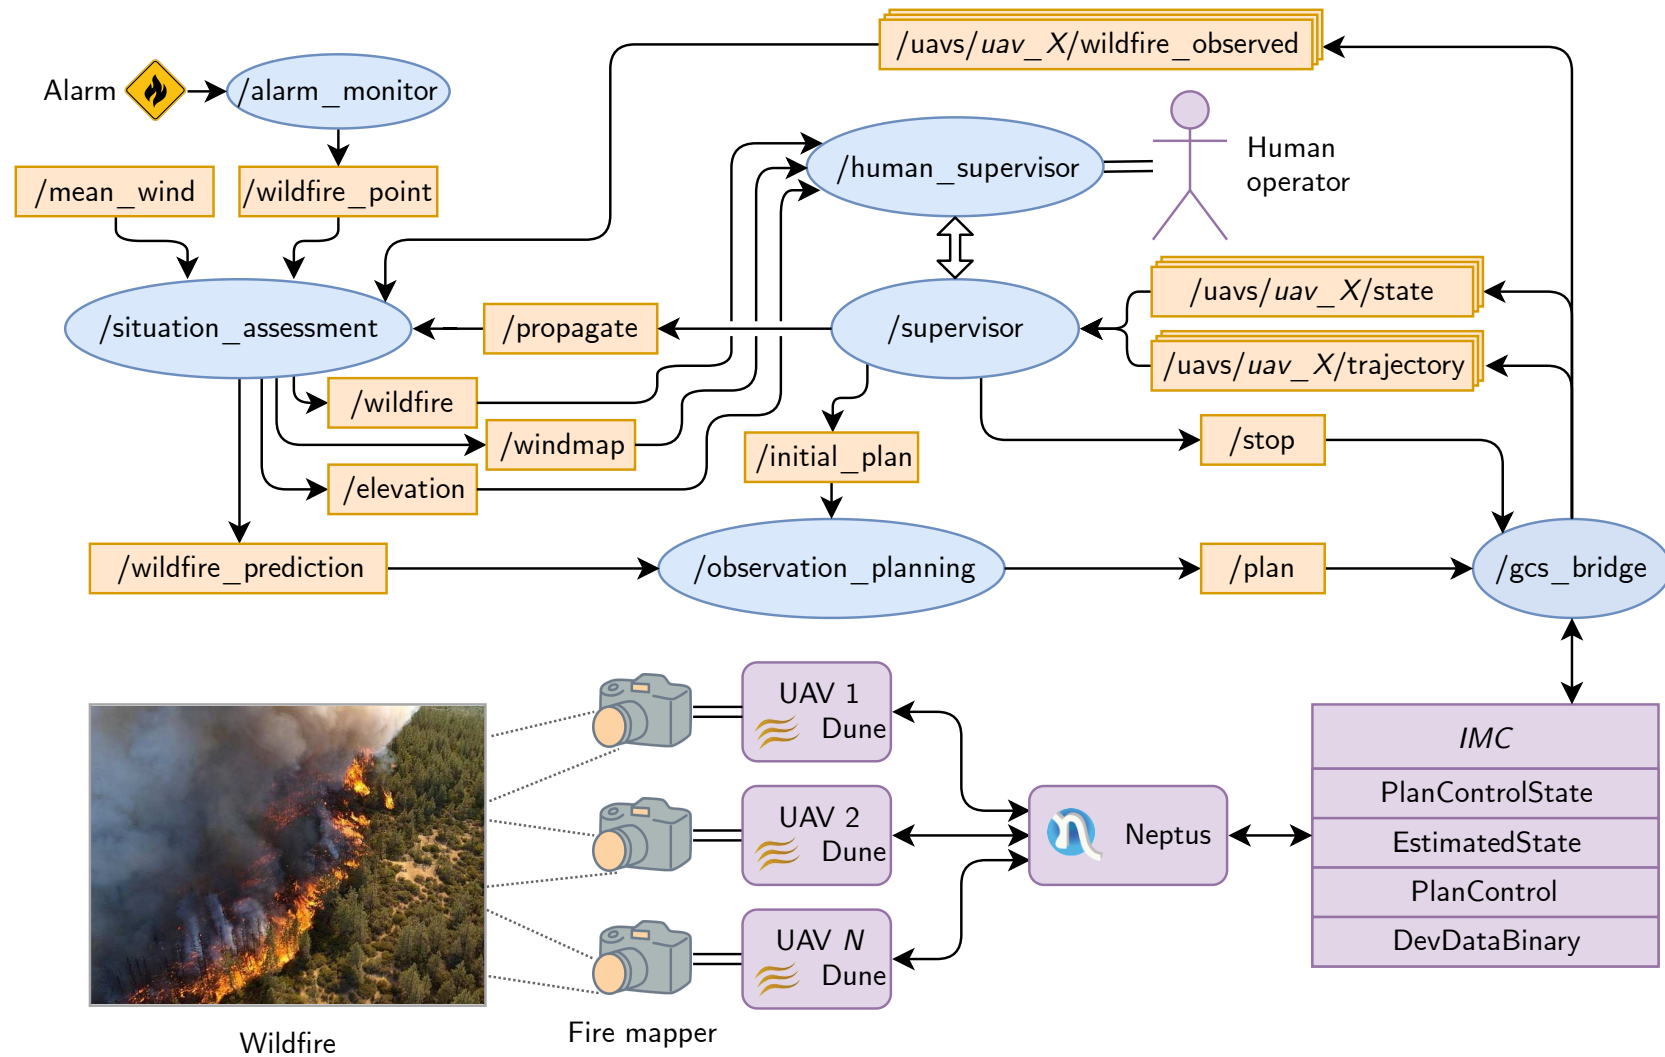 /uavs/uav_X/wildfire_observed
Alarm
/alarm_monitor
/human_supervisor
Human
operator
/mean_wind
/wildfire_point
/situation_assessment
/propagate
/supervisor
/uavs/uav_X/state
/uavs/uav_X/trajectory
/wildfire
/windmap
/initial_plan
/stop
/elevation
/wildfire_prediction
/observation_planning
/plan
/gcs_bridge
UAV 1
Dune
IMC
PlanControlState
UAV 2
Dune
Neptus
EstimatedState
PlanControl
UAV N
Dune
DevDataBinary
Fire mapper
Wildfire